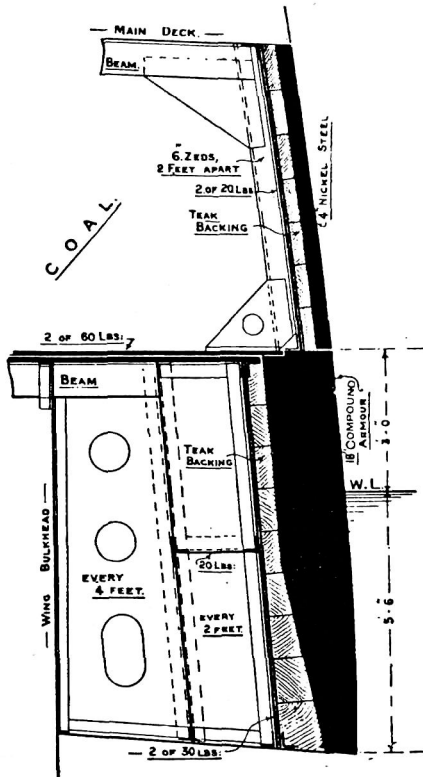 — MAIN DECK. —
BEAM.
6" ZEDS,
2 FEET APART
2 OF 20 LBS
4" NICKEL STEEL
TEAK
BACKING
COAL.
2 OF 60 LBS:
BEAM
18" COMPOUND
ARMOUR
3'-0"
TEAK
BACKING
W.L.
— WING BULKHEAD —
20 LBS:
EVERY
4 FEET.
EVERY
2 FEET.
5'-6"
— 2 OF 30 LBS: